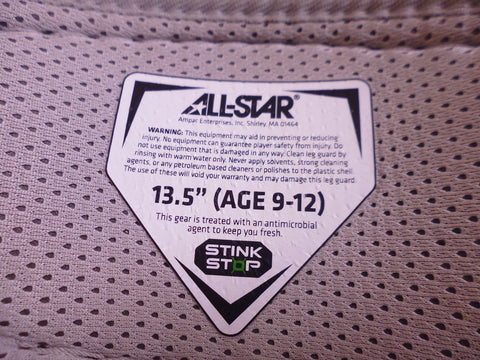 ALL-STAR®
Ampac Enterprises, Inc. Shirley, MA 01464
WARNING: This equipment may aid in preventing or reducing
injury. No equipment can guarantee player safety from injury. Do
not use equipment that is damaged in any way. Clean leg guard by
rinsing with warm water only. Never apply solvents, strong cleaning
agents, or any petroleum based cleaners or polishes to the plastic shell.
The use of these will void your warranty and may damage this leg guard.
13.5" (AGE 9-12)
This gear is treated with an antimicrobial
agent to keep you fresh.
STINK
STOP